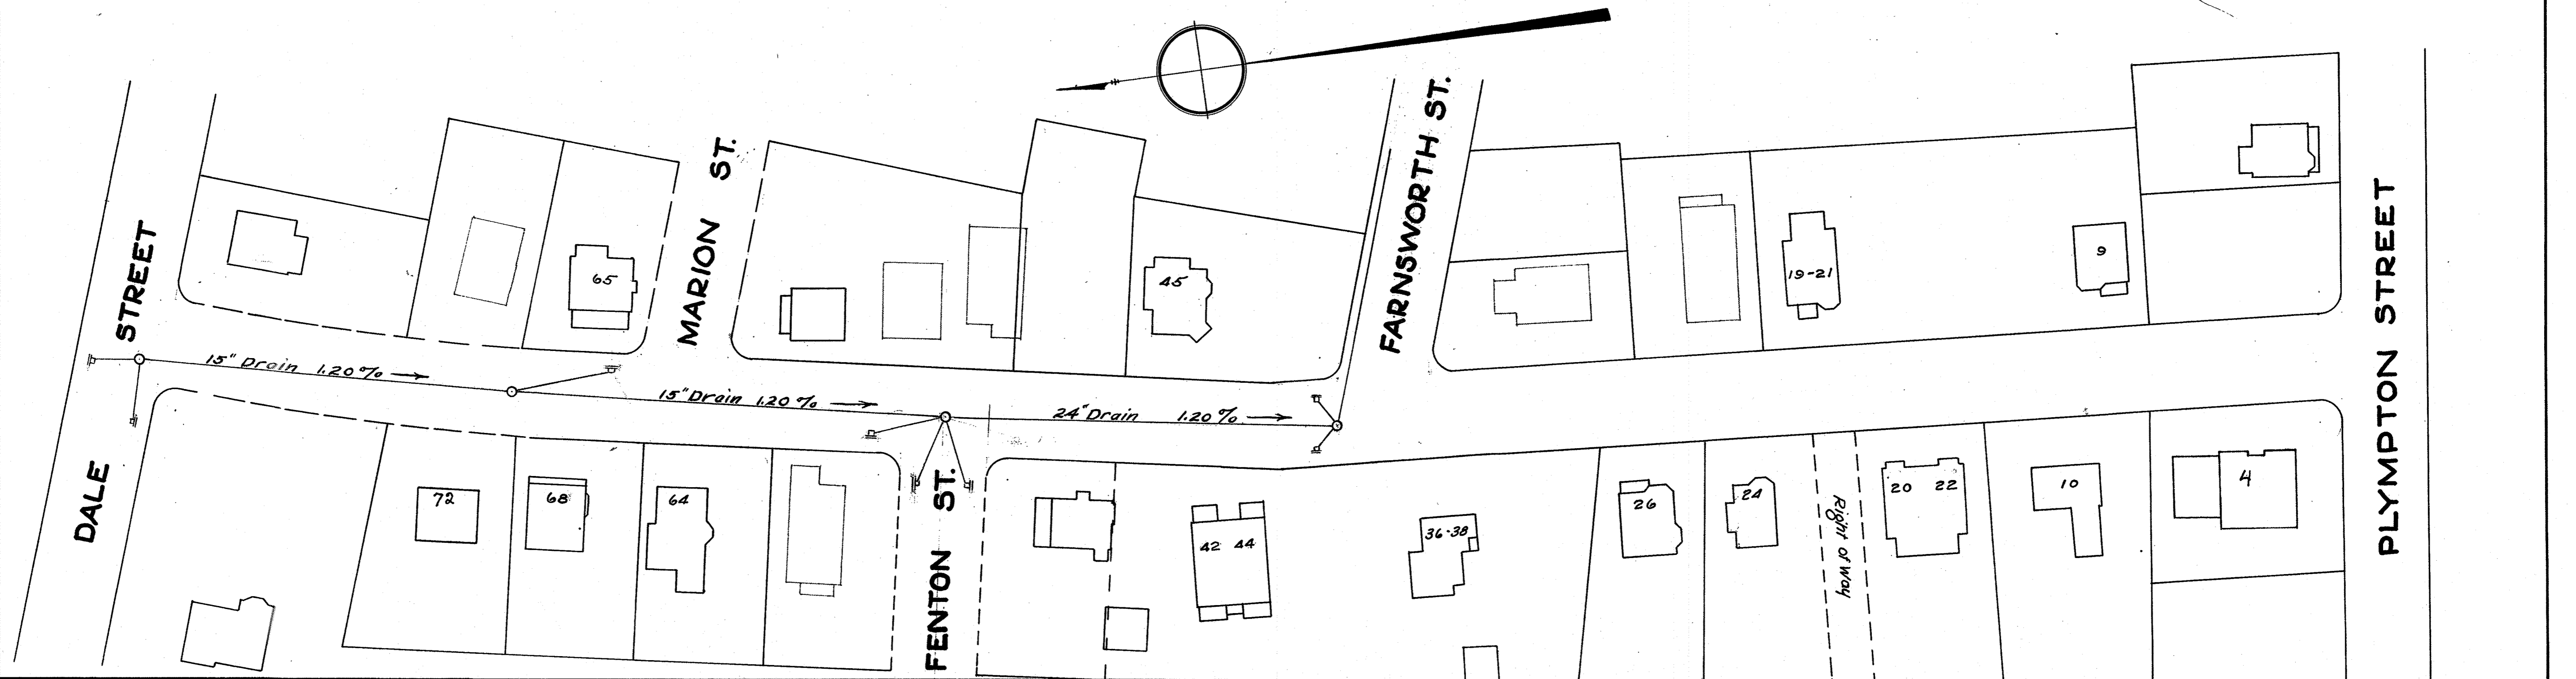 DALE STREET
MARION ST.
FARNSWORTH ST.
FENTON ST.
PLYMPTON STREET
15" Drain 1.20%
15" Drain 1.20%
24" Drain 1.20%
65
45
19-21
9
72
68
64
42 44
36-38
26
24
Right of Way
20 22
10
4